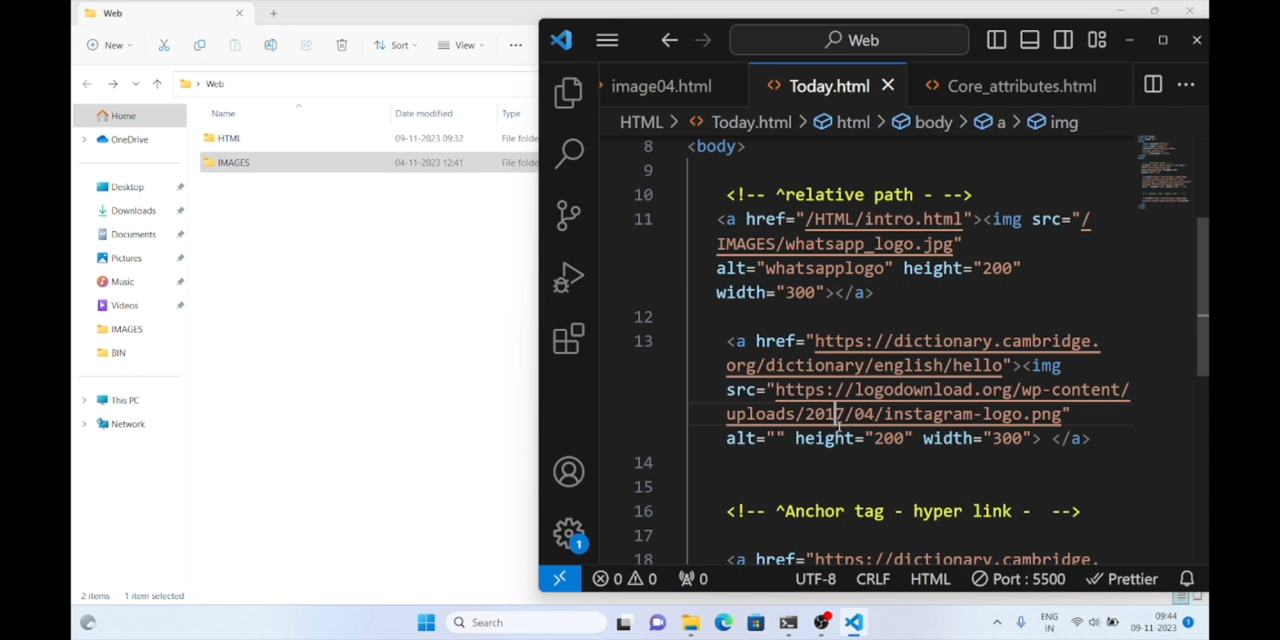 Web
New
Sort
View
Web
Home
OneDrive
Desktop
Downloads
Documents
Pictures
Music
Videos
IMAGES
BIN
This PC
Network
Name Date modified Type
HTML 09-11-2023 09:32 File folde
IMAGES 04-11-2023 12:41 File folde
2 items 1 item selected
Web
image04.html Today.html Core_attributes.html
HTML > Today.html > html > body > a > img
8 <body>
9
10 <!-- ^relative path - -->
11 <a href="/HTML/intro.html"><img src="/
IMAGES/whatsapp_logo.jpg"
alt="whatsapplogo" height="200"
width="300"></a>
12
13 <a href="https://dictionary.cambridge.
org/dictionary/english/hello"><img
src="https://logodownload.org/wp-content/
uploads/2017/04/instagram-logo.png"
alt="" height="200" width="300"> </a>
14
15
16 <!-- ^Anchor tag - hyper link -  -->
17
18 <a href="https://dictionary.cambridge.
1
0 0 0 UTF-8 CRLF HTML Port : 5500 Prettier
Search
ENG
IN
09:44
09-11-2023
1